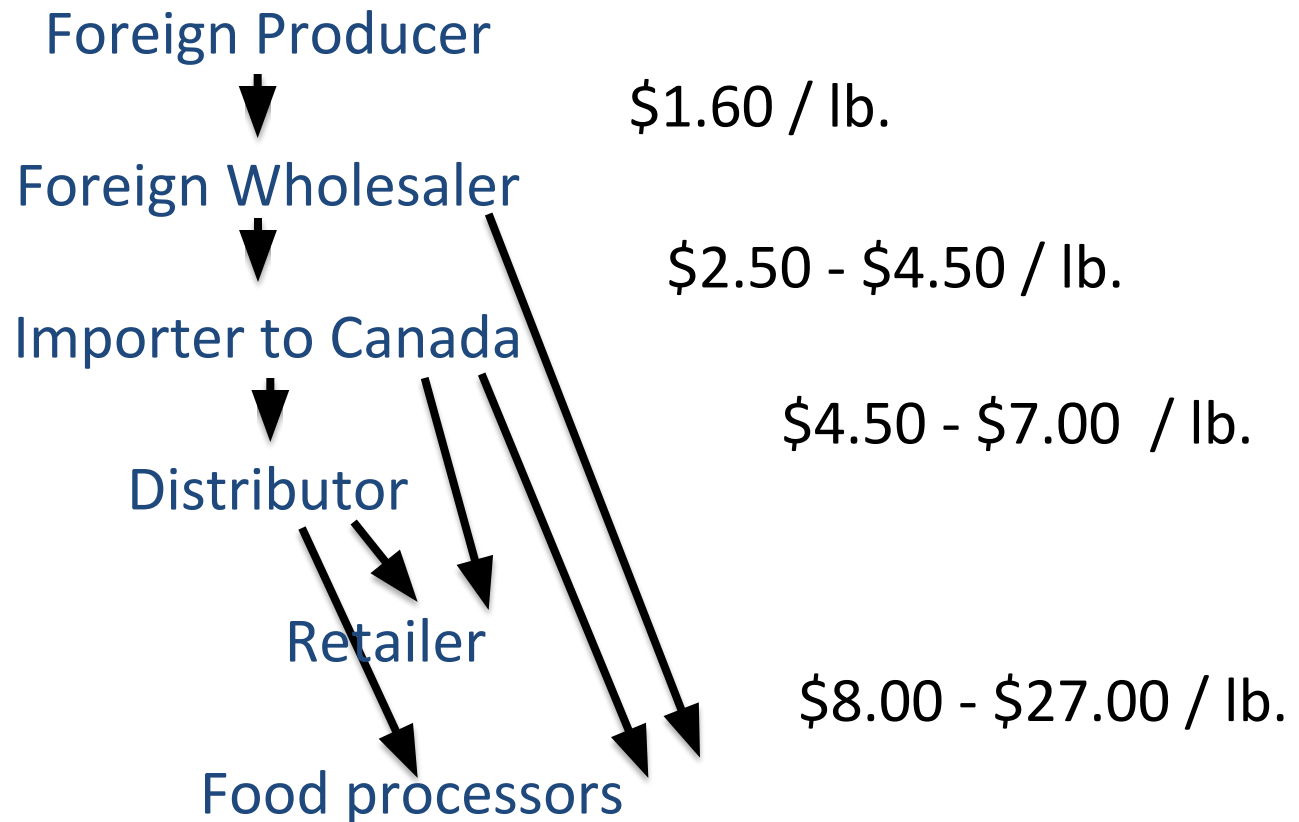 Foreign Producer
$1.60 / lb.
Foreign Wholesaler
$2.50 - $4.50 / lb.
Importer to Canada
$4.50 - $7.00 / lb.
Distributor
Retailer
$8.00 - $27.00 / lb.
Food processors